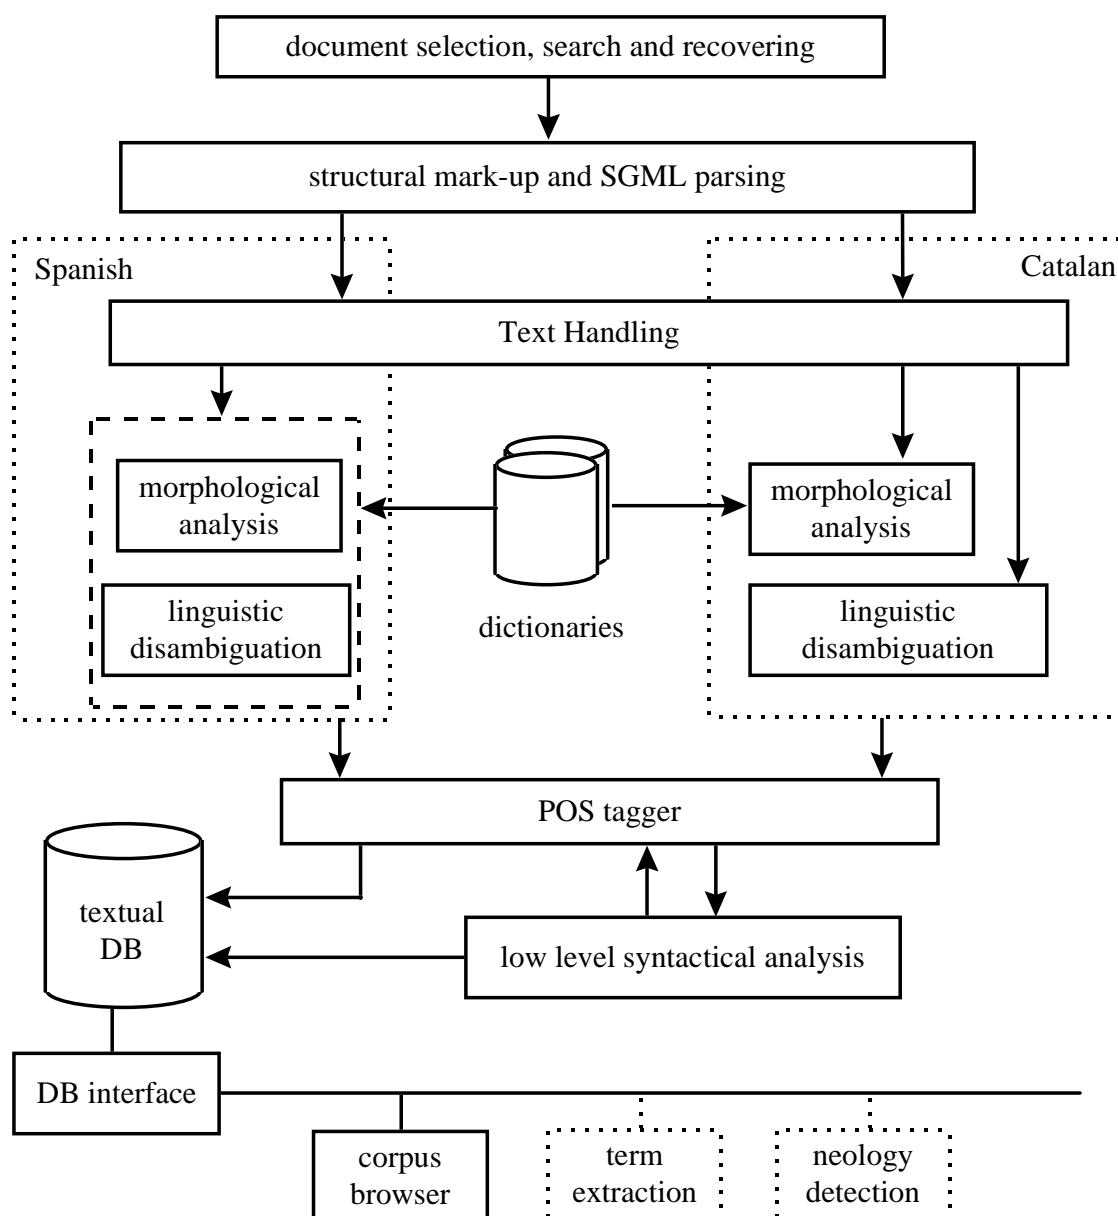 document selection, search and recovering
structural mark-up and SGML parsing
Spanish
Catalan
Text Handling
morphological
analysis
morphological
analysis
linguistic
disambiguation
dictionaries
linguistic
disambiguation
POS tagger
textual
DB
low level syntactical analysis
DB interface
corpus
browser
term
extraction
neology
detection